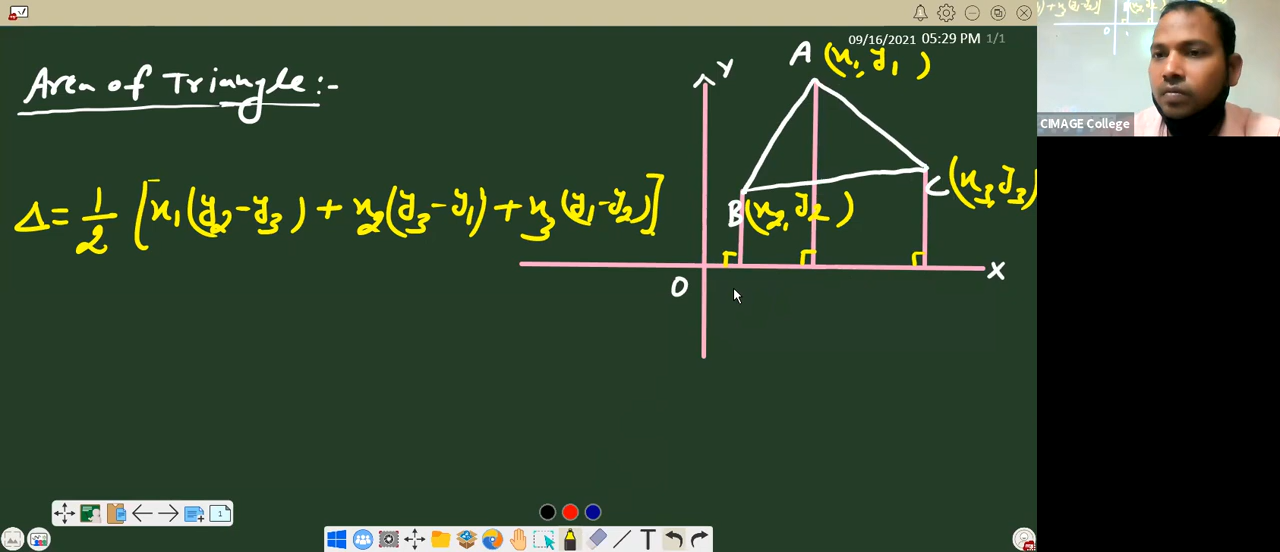 09/16/2021 05:29 PM 1/1
Area of Triangle:-
A (x1, y1)
Y
CIMAGE College
Δ = 1/2 [x1(y2-y3) + x2(y3-y1) + x3(y1-y2)]
B(x2, y2)
C (x3, y3)
O
X
1
T